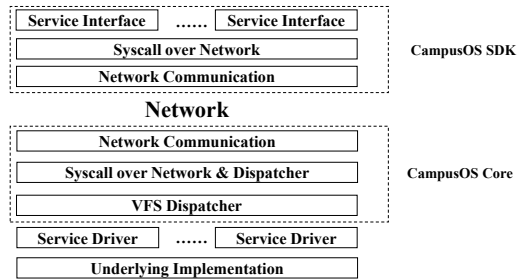 Service Interface ...... Service Interface
Syscall over Network
CampusOS SDK
Network Communication
Network
Network Communication
Syscall over Network & Dispatcher
CampusOS Core
VFS Dispatcher
Service Driver ...... Service Driver
Underlying Implementation